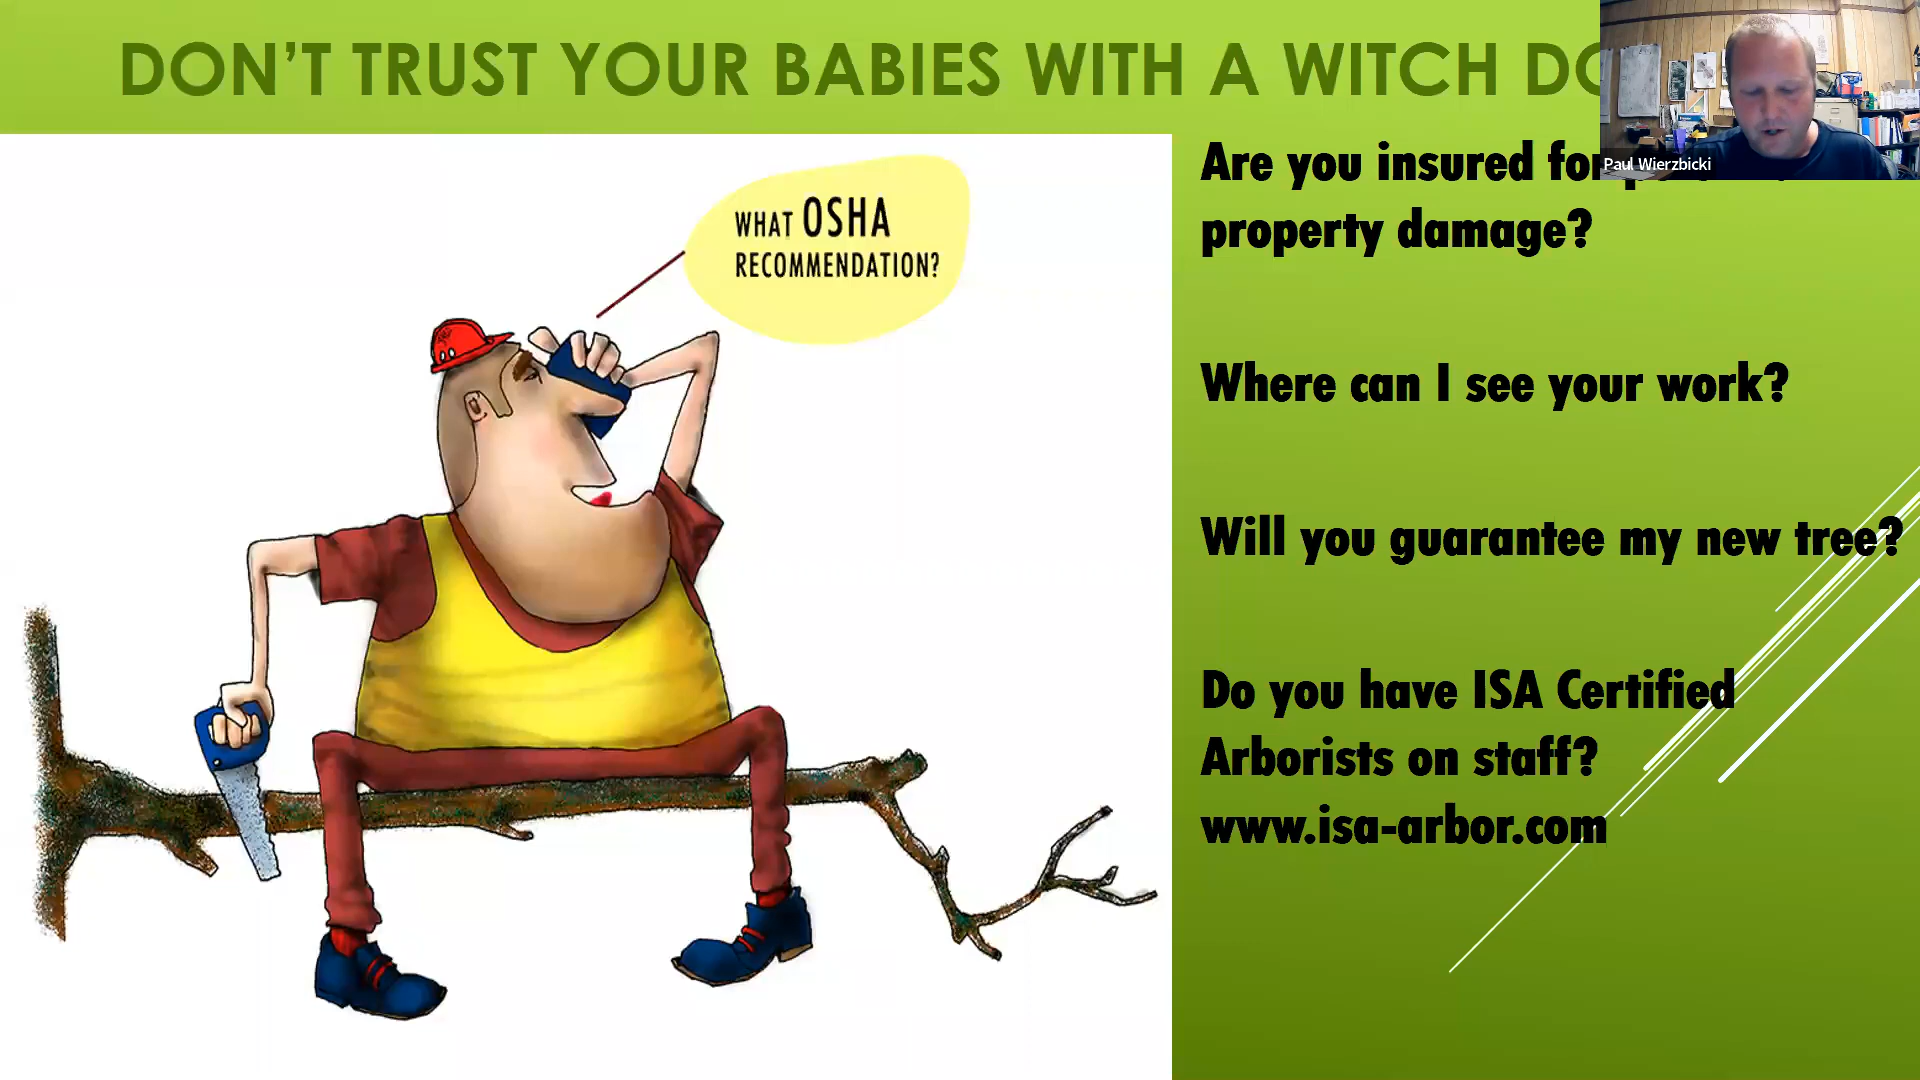 DON'T TRUST YOUR BABIES WITH A WITCH
Are you insured
property damage?
Where can I see your work?
Will you guarantee my new tree?
Do you have ISA Certified
Arborists on staff?
www.isa-arbor.com
WHAT OSHA
RECOMMENDATION?
Paul Wierzbicki